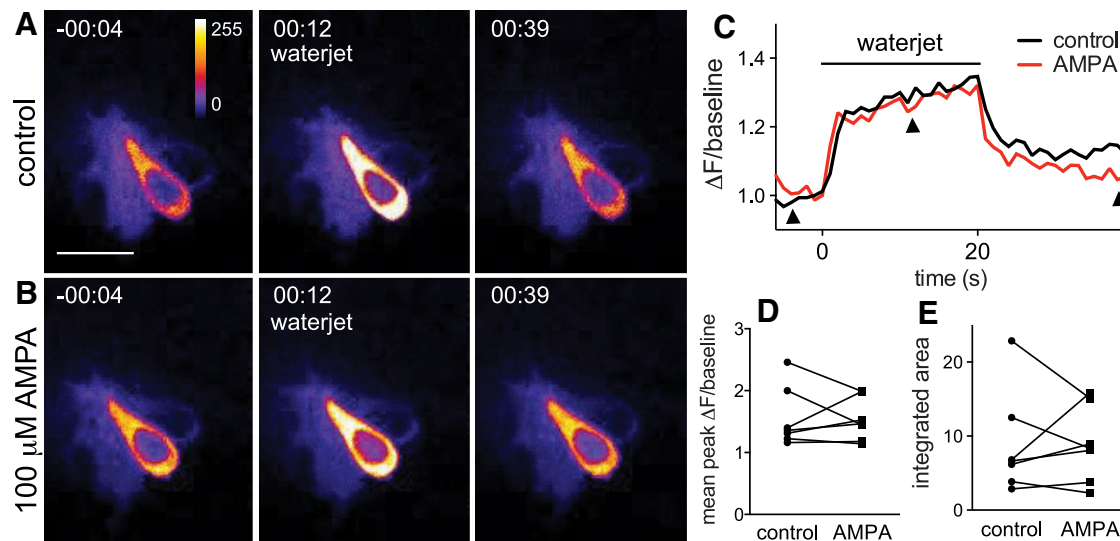 A
-00:04
255
0
00:12
waterjet
00:39
control
B
-00:04
00:12
waterjet
00:39
100 µM AMPA
C
waterjet
control
AMPA
ΔF/baseline
1.4
1.2
1.0
0
20
time (s)
D
mean peak ΔF/baseline
3
2
1
0
control
AMPA
E
integrated area
20
10
0
control
AMPA